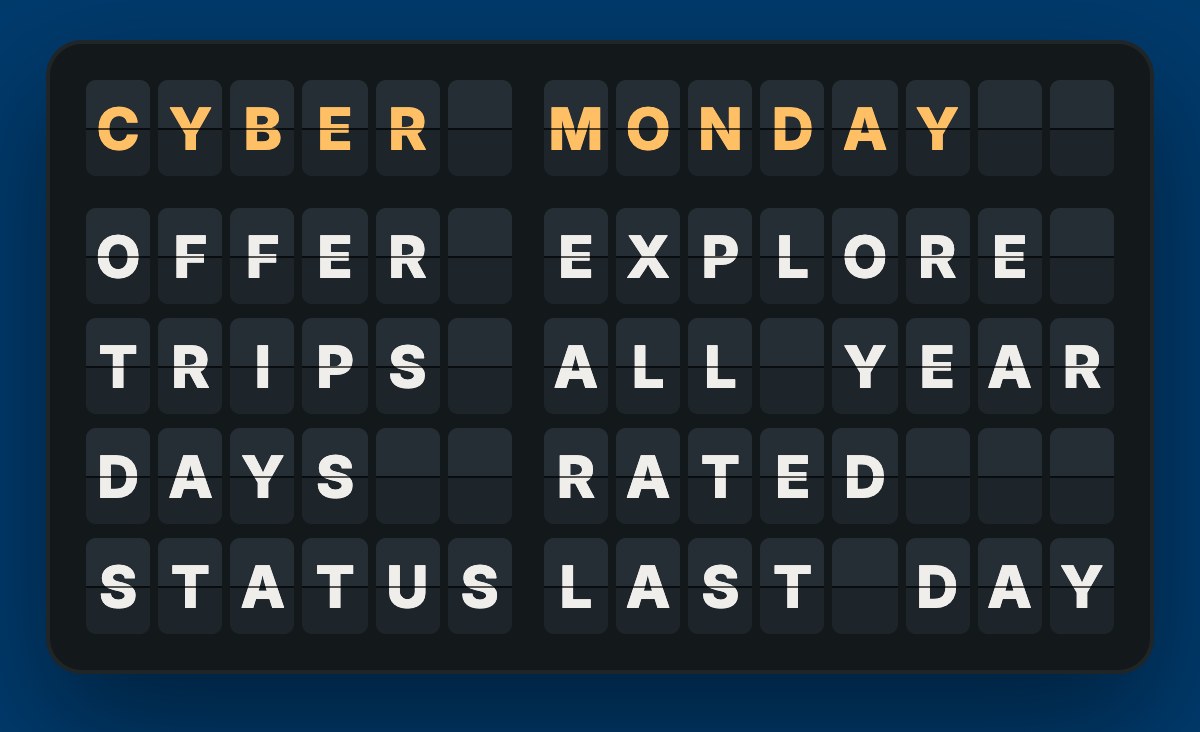 CYBER MONDAY
OFFER EXPLORE
TRIPS ALL YEAR
DAYS RATED
STATUS LAST DAY